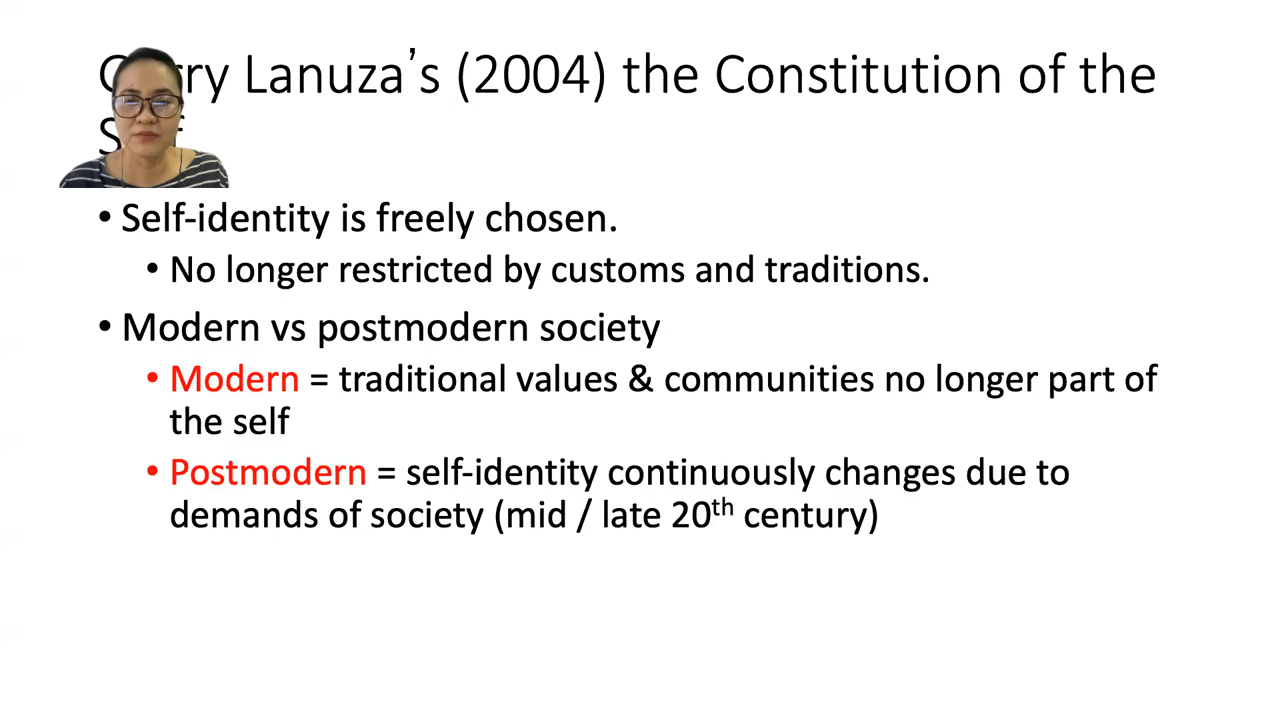 Lanuza’s (2004) the Constitution of the
• Self-identity is freely chosen.
• No longer restricted by customs and traditions.
• Modern vs postmodern society
• Modern = traditional values & communities no longer part of
the self
• Postmodern = self-identity continuously changes due to
demands of society (mid / late 20th century)